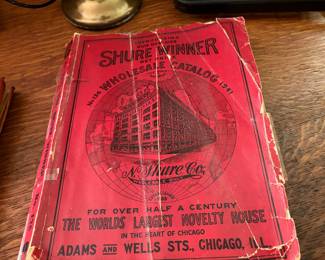 SHURE WINNER
No. 136 WHOLESALE CATALOG 1941
N. Shure Co.
FOR OVER HALF A CENTURY
THE WORLDS LARGEST NOVELTY HOUSE
IN THE HEART OF CHICAGO
ADAMS AND WELLS STS., CHICAGO, ILL.